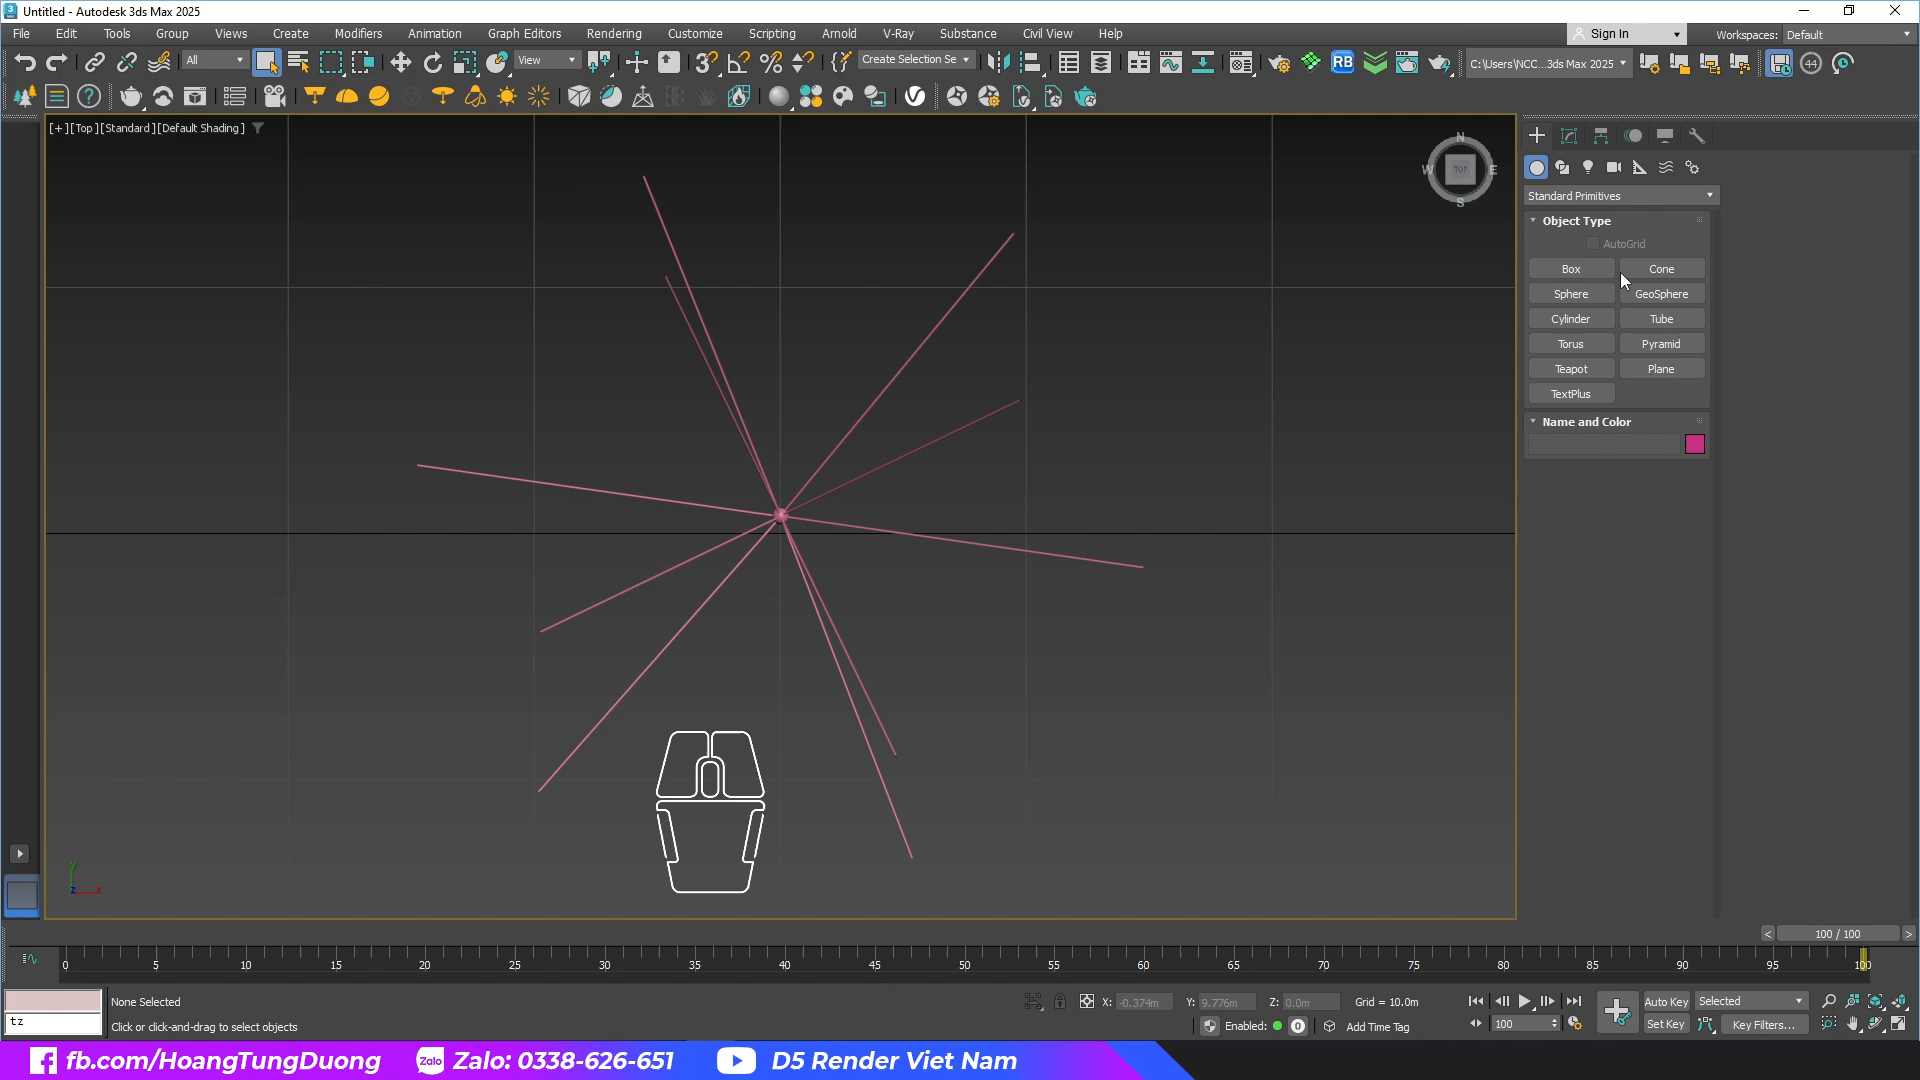 Untitled - Autodesk 3ds Max 2025
File Edit Tools Group Views Create Modifiers Animation Graph Editors Rendering Customize Scripting Arnold V-Ray Substance Civil View Help
Sign In
Workspaces: Default
All
View
Create Selection Se
RB
C:\Users\NCC...3ds Max 2025
44
[+][Top][Standard][Default Shading]
N
W TOP E
S
Standard Primitives
Object Type
AutoGrid
Box Cone
Sphere GeoSphere
Cylinder Tube
Torus Pyramid
Teapot Plane
TextPlus
Name and Color
y
z x
< 100 / 100 >
0 5 10 15 20 25 30 35 40 45 50 55 60 65 70 75 80 85 90 95 100
None Selected
X: -0.374m Y: 9.776m Z: 0.0m Grid = 10.0m
Auto Key Selected
tz
Click or click-and-drag to select objects
Enabled: 0 Add Time Tag
100
Set Key Key Filters...
fb.com/HoangTungDuong Zalo Zalo: 0338-626-651 D5 Render Viet Nam